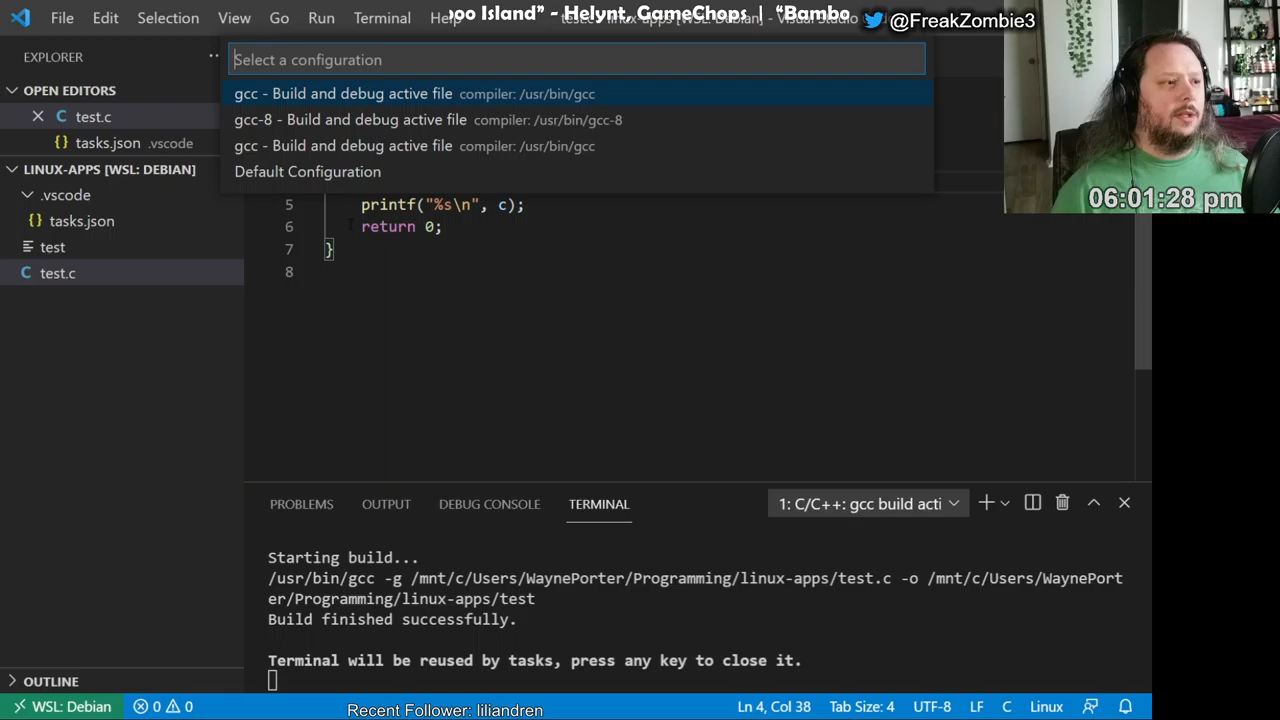 File Edit Selection View Go Run Terminal Help
ooo Island" - Helynt, GameChops | "Bambo
@FreakZombie3
EXPLORER
Select a configuration
gcc - Build and debug active file compiler: /usr/bin/gcc
gcc-8 - Build and debug active file compiler: /usr/bin/gcc-8
gcc - Build and debug active file compiler: /usr/bin/gcc
Default Configuration
OPEN EDITORS
C test.c
{} tasks.json .vscode
LINUX-APPS [WSL: DEBIAN]
.vscode
{} tasks.json
test
C test.c
06:01:28 pm
5 printf("%s\n", c);
6 return 0;
7 }
8
PROBLEMS OUTPUT DEBUG CONSOLE TERMINAL
1: C/C++: gcc build acti
Starting build...
/usr/bin/gcc -g /mnt/c/Users/WaynePorter/Programming/linux-apps/test.c -o /mnt/c/Users/WaynePort
er/Programming/linux-apps/test
Build finished successfully.
Terminal will be reused by tasks, press any key to close it.
OUTLINE
WSL: Debian 0 0
Recent Follower: liliandren
Ln 4, Col 38 Tab Size: 4 UTF-8 LF C Linux